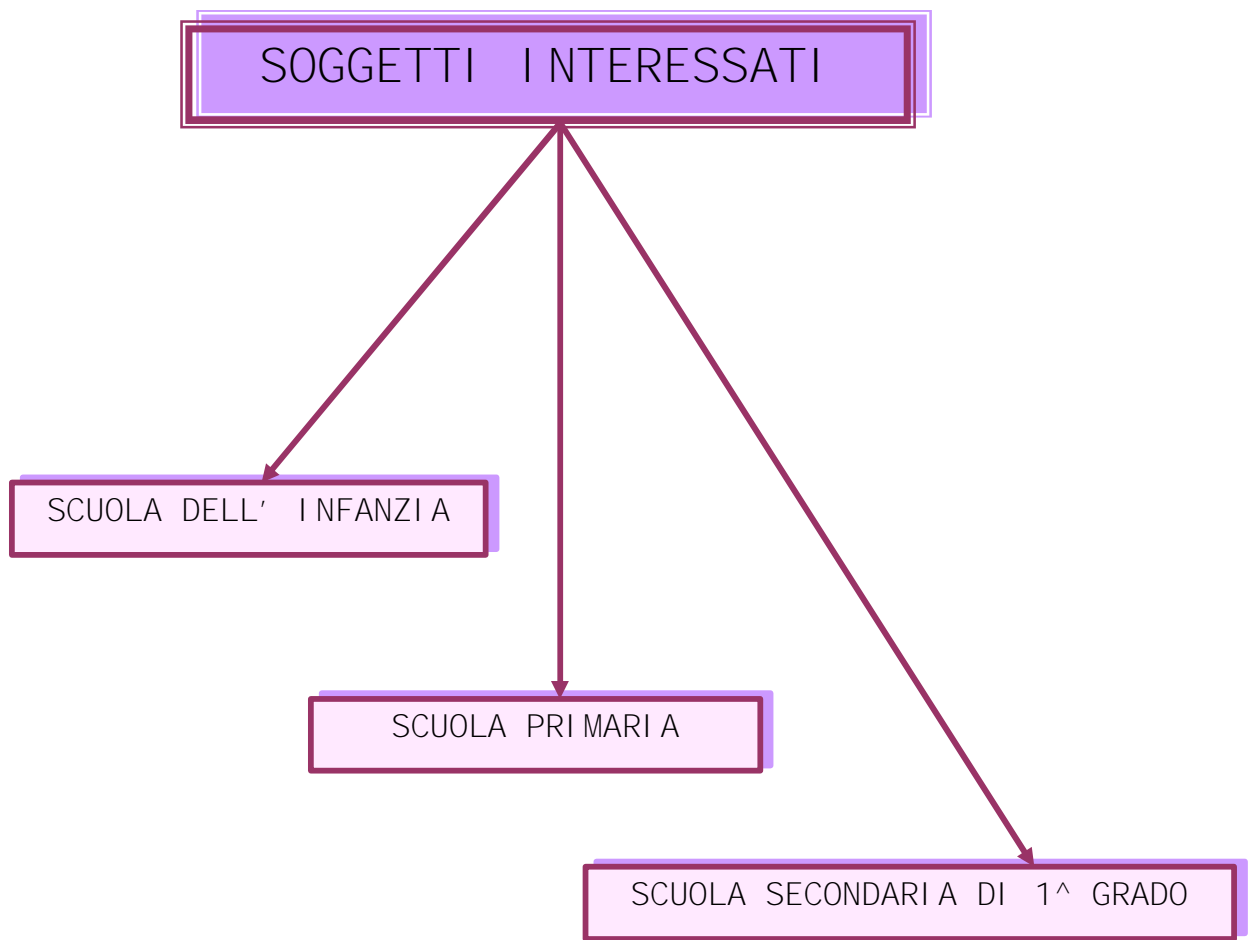 SOGGETTI INTERESSATI
SCUOLA DELL' INFANZIA
SCUOLA PRIMARIA
SCUOLA SECONDARIA DI 1^ GRADO